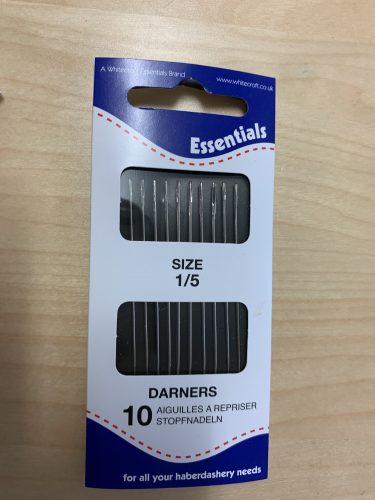 A Whitecroft Essentials Brand
www.whitecroft.co.uk
Essentials
SIZE
1/5
DARNERS
10 AIGUILLES A REPRISER
STOPFNADELN
for all your haberdashery needs